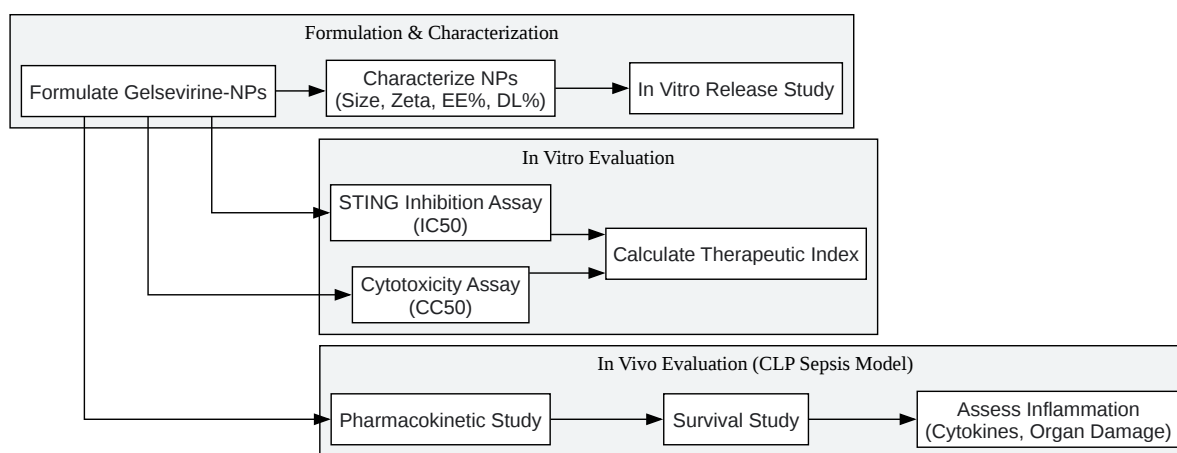 Formulation & Characterization
Formulate Gelsevirine-NPs
Characterize NPs
(Size, Zeta, EE%, DL%)
In Vitro Release Study
In Vitro Evaluation
STING Inhibition Assay
(IC50)
Calculate Therapeutic Index
Cytotoxicity Assay
(CC50)
In Vivo Evaluation (CLP Sepsis Model)
Pharmacokinetic Study
Survival Study
Assess Inflammation
(Cytokines, Organ Damage)